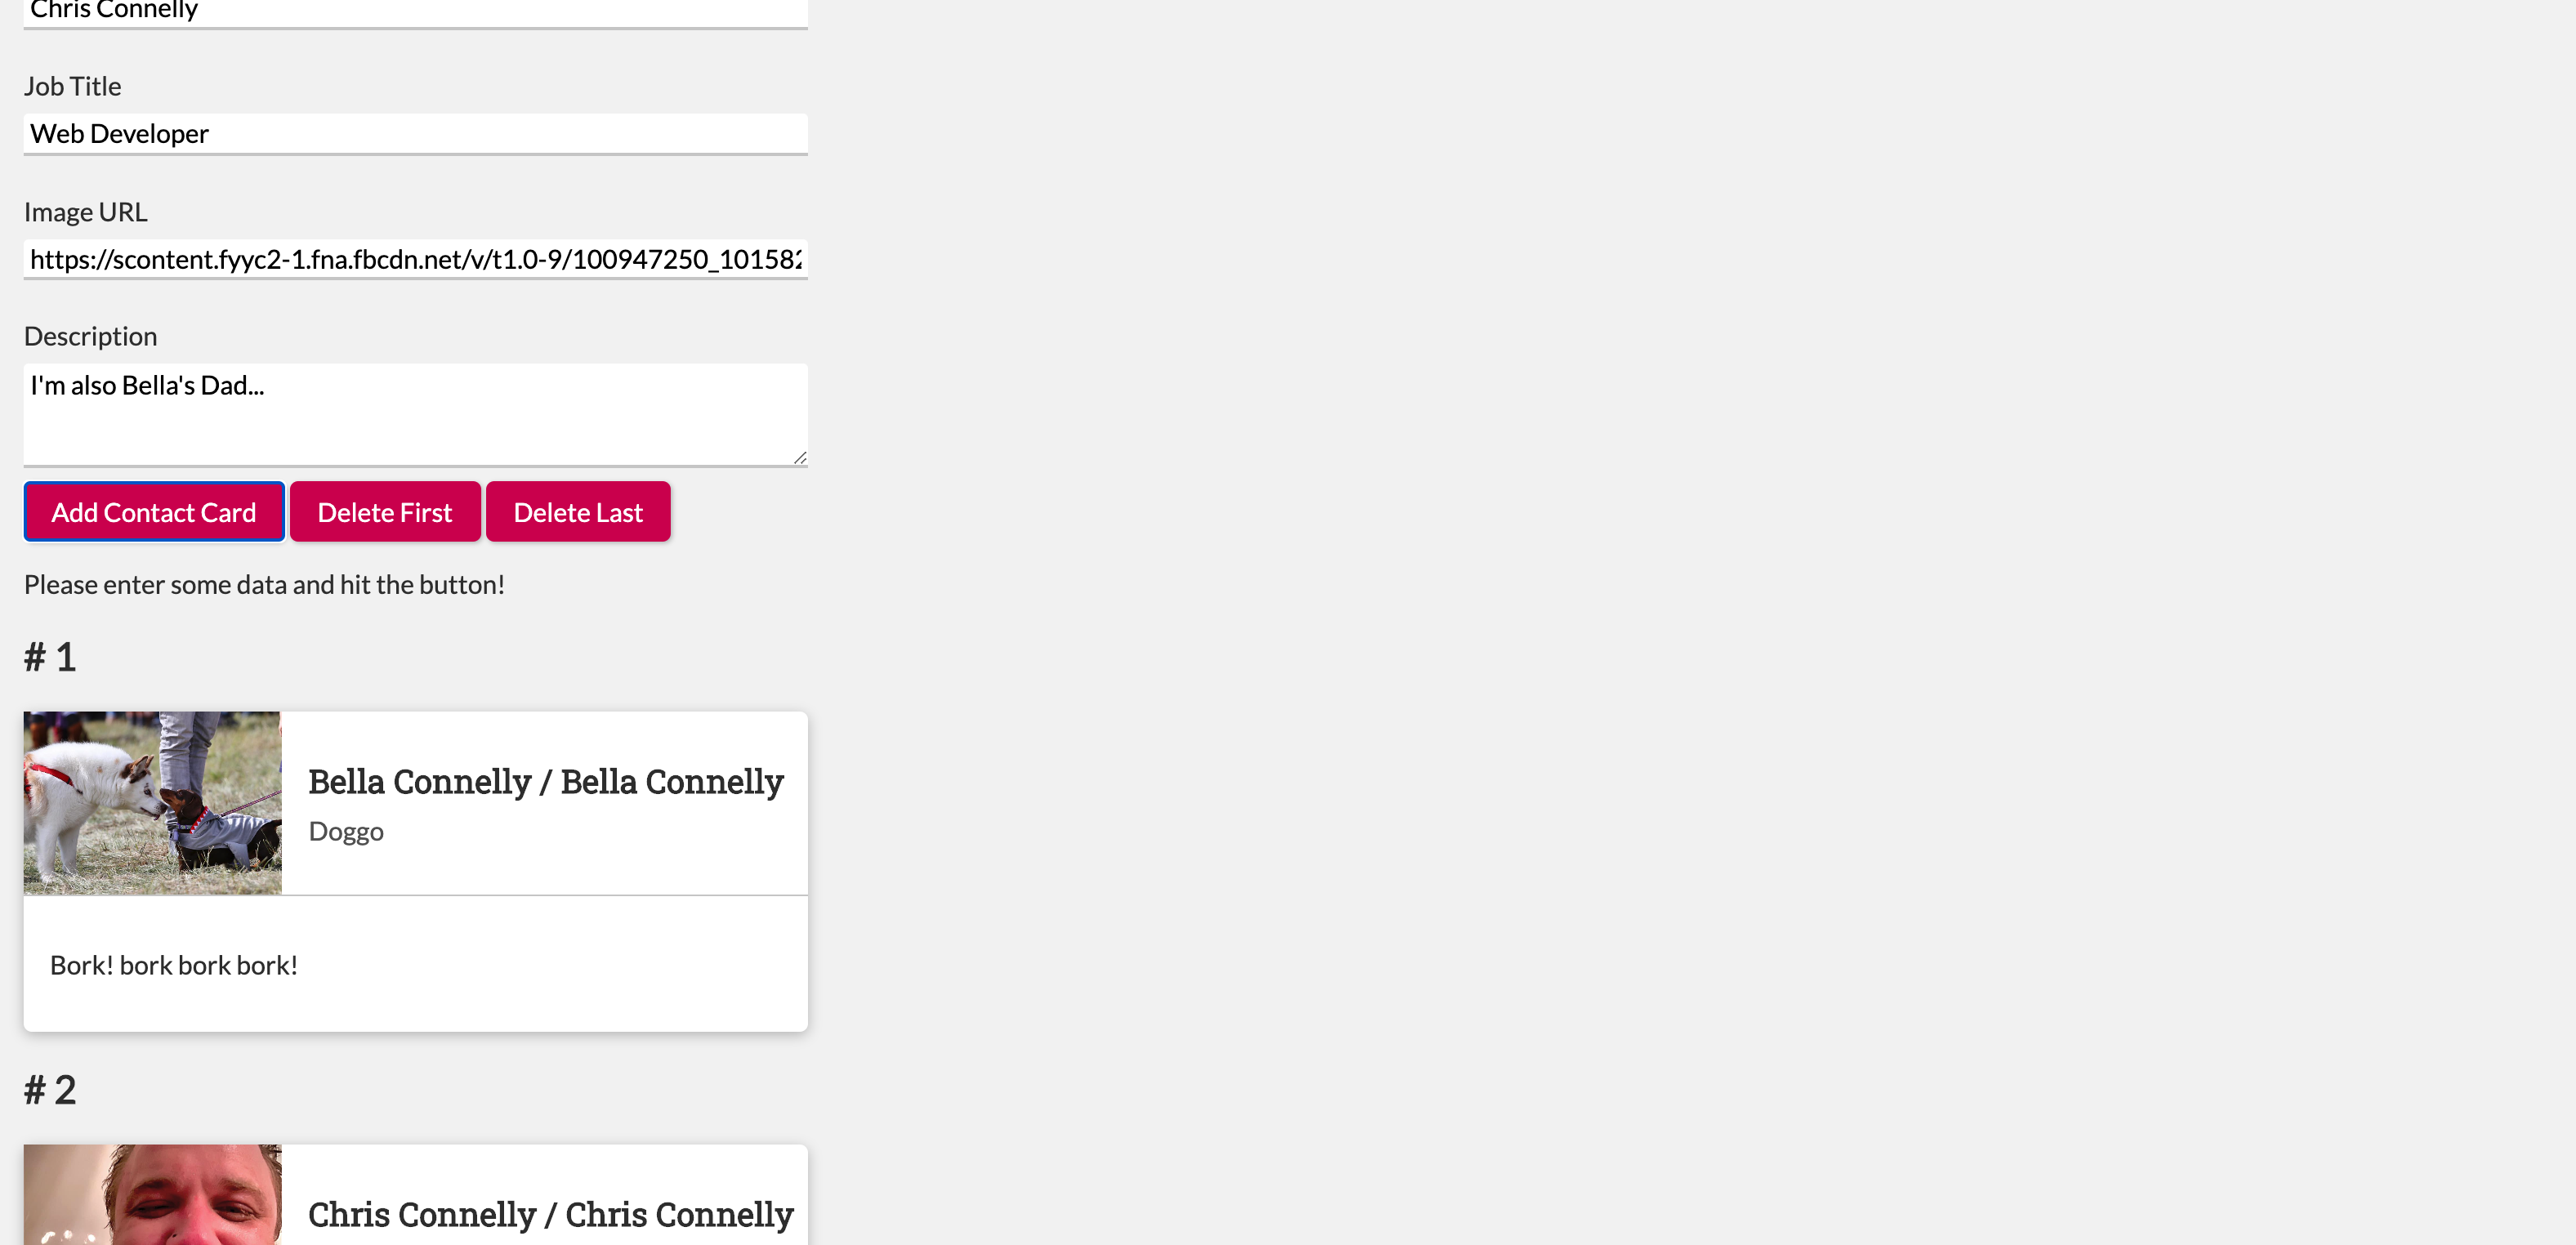 Chris Connelly
Job Title
Web Developer
Image URL
https://scontent.fyyc2-1.fna.fbcdn.net/v/t1.0-9/100947250_101582
Description
I'm also Bella's Dad...
Add Contact Card Delete First Delete Last
Please enter some data and hit the button!
# 1
Bella Connelly / Bella Connelly
Doggo
Bork! bork bork bork!
# 2
Chris Connelly / Chris Connelly